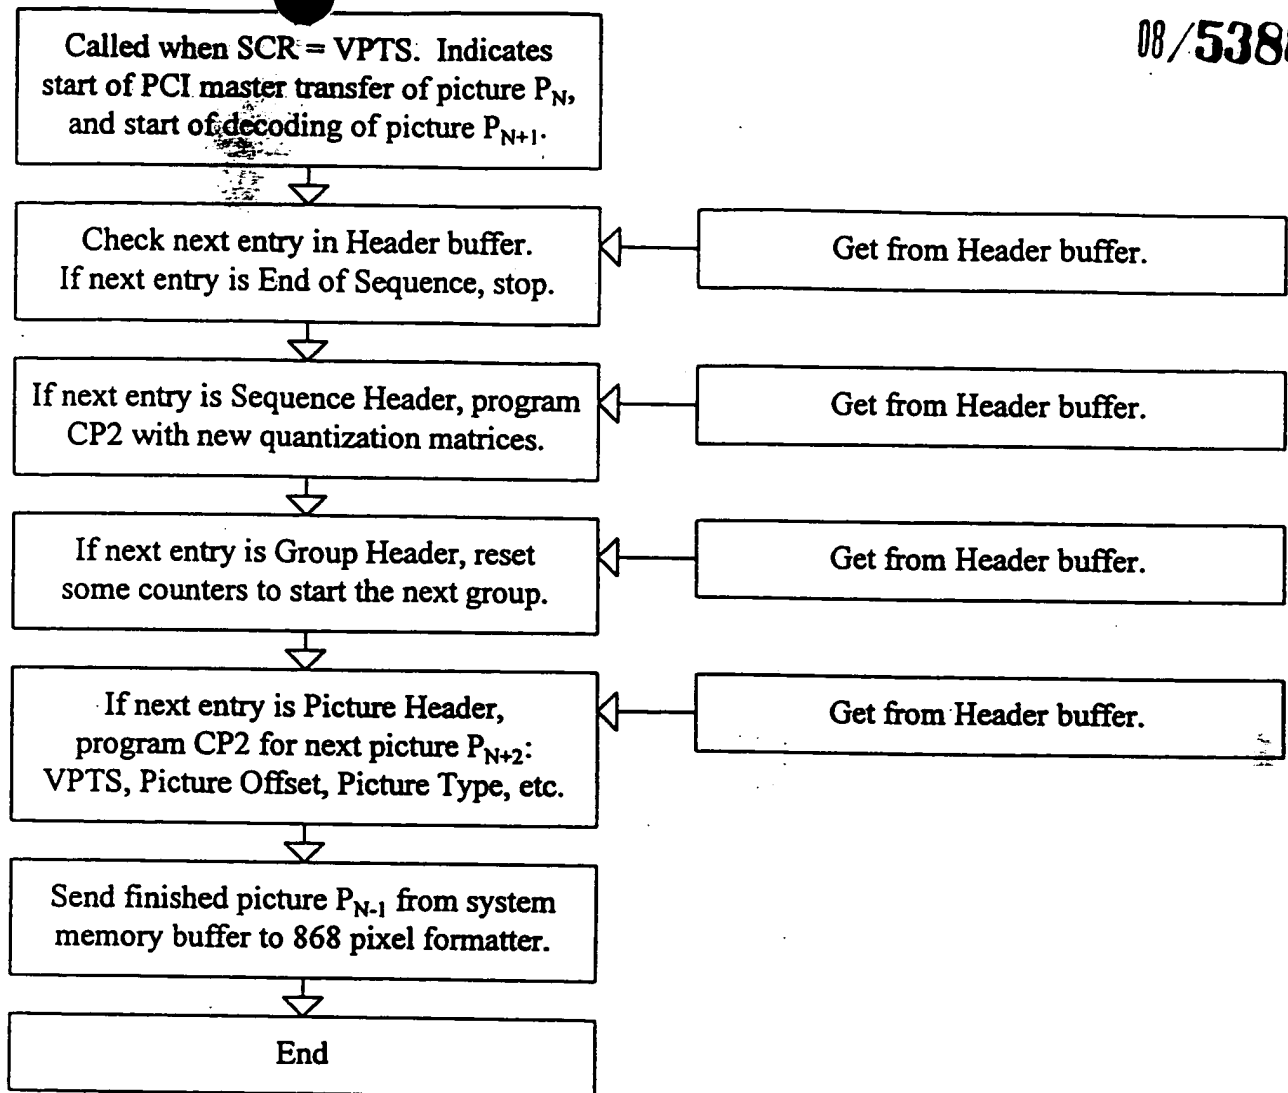 08/538
Called when SCR = VPTS. Indicates
start of PCI master transfer of picture P_N,
and start of decoding of picture P_N+1.
Check next entry in Header buffer.
If next entry is End of Sequence, stop.
Get from Header buffer.
If next entry is Sequence Header, program
CP2 with new quantization matrices.
Get from Header buffer.
If next entry is Group Header, reset
some counters to start the next group.
Get from Header buffer.
If next entry is Picture Header,
program CP2 for next picture P_N+2:
VPTS, Picture Offset, Picture Type, etc.
Get from Header buffer.
Send finished picture P_N-1 from system
memory buffer to 868 pixel formatter.
End